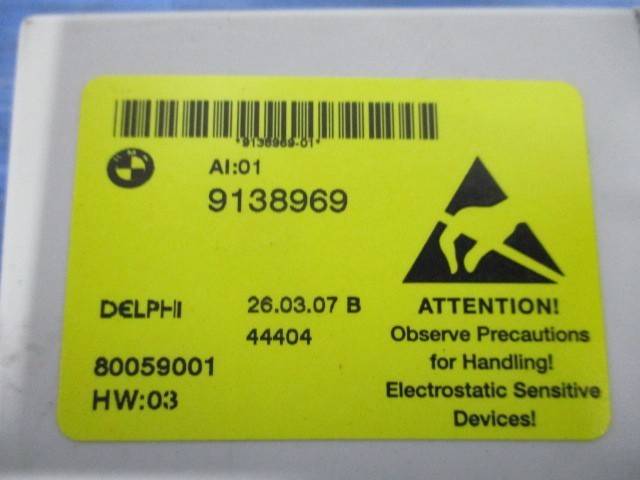 *9138969-01*
BMW
AI:01
9138969
DELPHI
26.03.07 B
44404
80059001
HW:03
ATTENTION!
Observe Precautions
for Handling!
Electrostatic Sensitive
Devices!